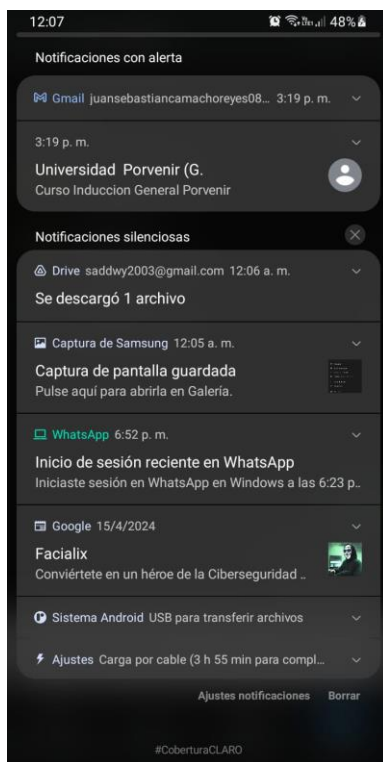 12:07 48%
Notificaciones con alerta
Gmail juansebastiancamachoreyes08... 3:19 p. m.
3:19 p. m.
Universidad Porvenir (G.
Curso Induccion General Porvenir
Notificaciones silenciosas
Drive saddwy2003@gmail.com 12:06 a. m.
Se descargó 1 archivo
Captura de Samsung 12:05 a. m.
Captura de pantalla guardada
Pulse aquí para abrirla en Galería.
WhatsApp 6:52 p. m.
Inicio de sesión reciente en WhatsApp
Iniciaste sesión en WhatsApp en Windows a las 6:23 p..
Google 15/4/2024
Facialix
Conviértete en un héroe de la Ciberseguridad ..
Sistema Android USB para transferir archivos
Ajustes Carga por cable (3 h 55 min para compl...
Ajustes notificaciones Borrar
#CoberturaCLARO